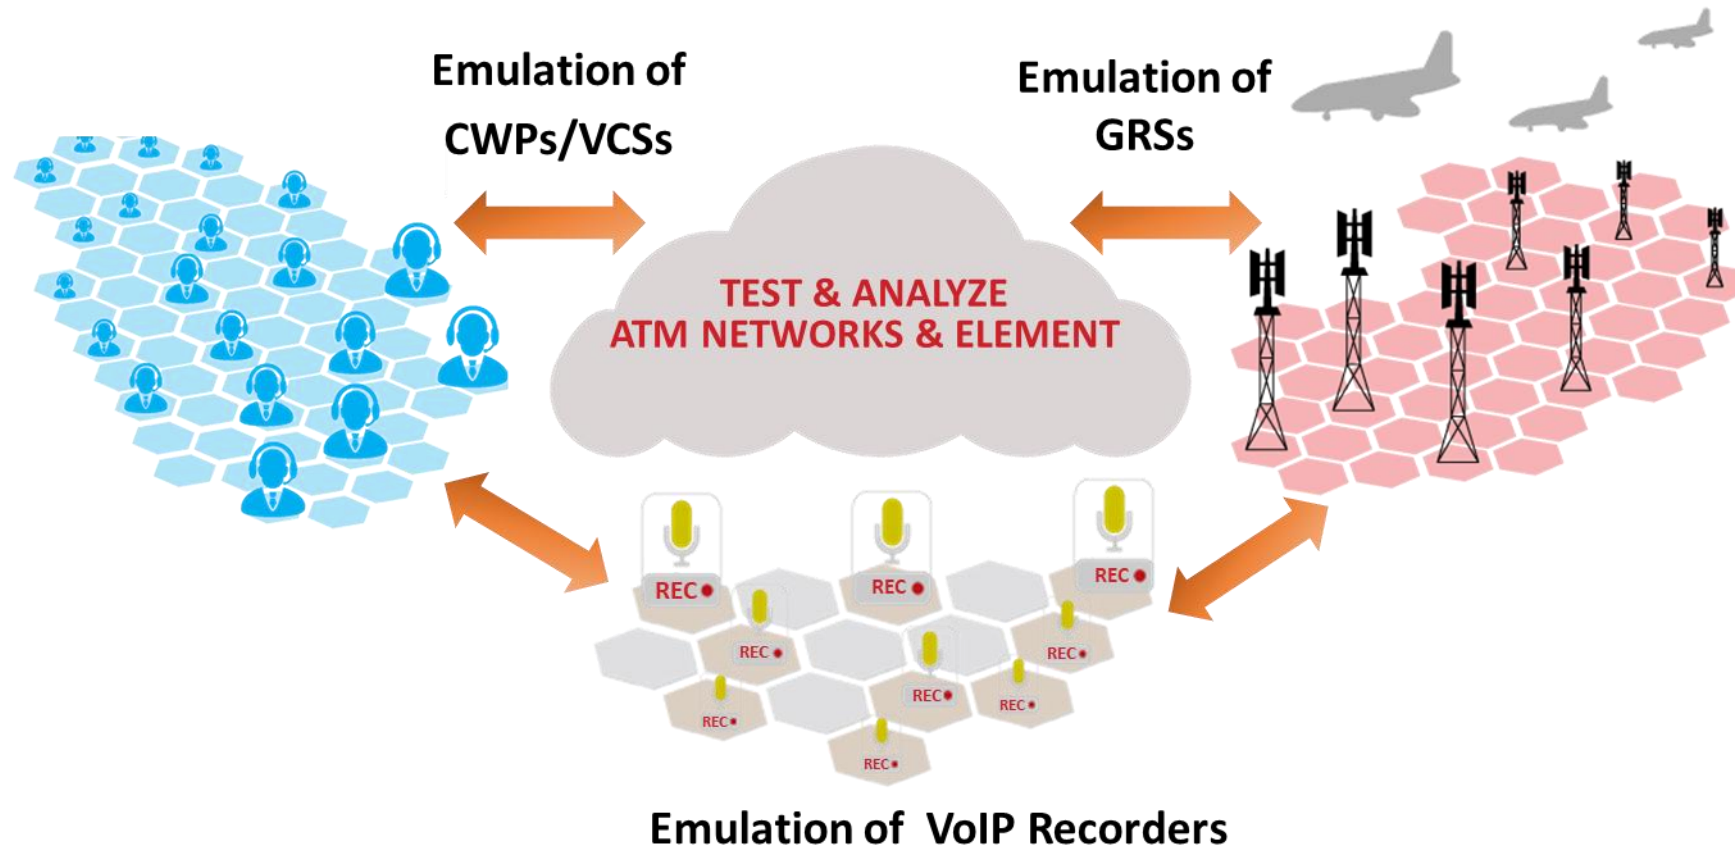 Emulation of
CWPs/VCSs
Emulation of
GRSs
TEST & ANALYZE
ATM NETWORKS & ELEMENT
REC
REC
REC
REC
REC
REC
REC
REC
REC
REC
Emulation of VoIP Recorders